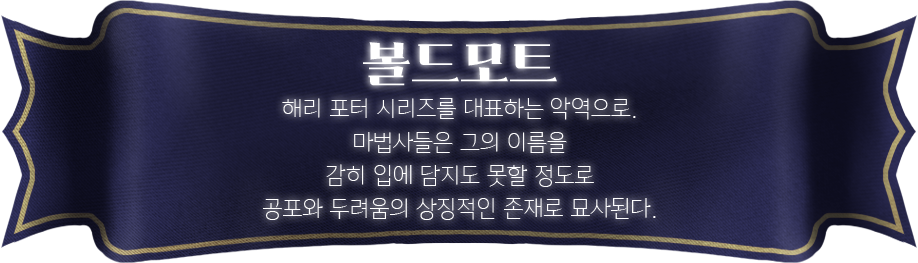 볼드모트
해리 포터 시리즈를 대표하는 악역으로.
마법사들은 그의 이름을
감히 입에 담지도 못할 정도로
공포와 두려움의 상징적인 존재로 묘사된다.